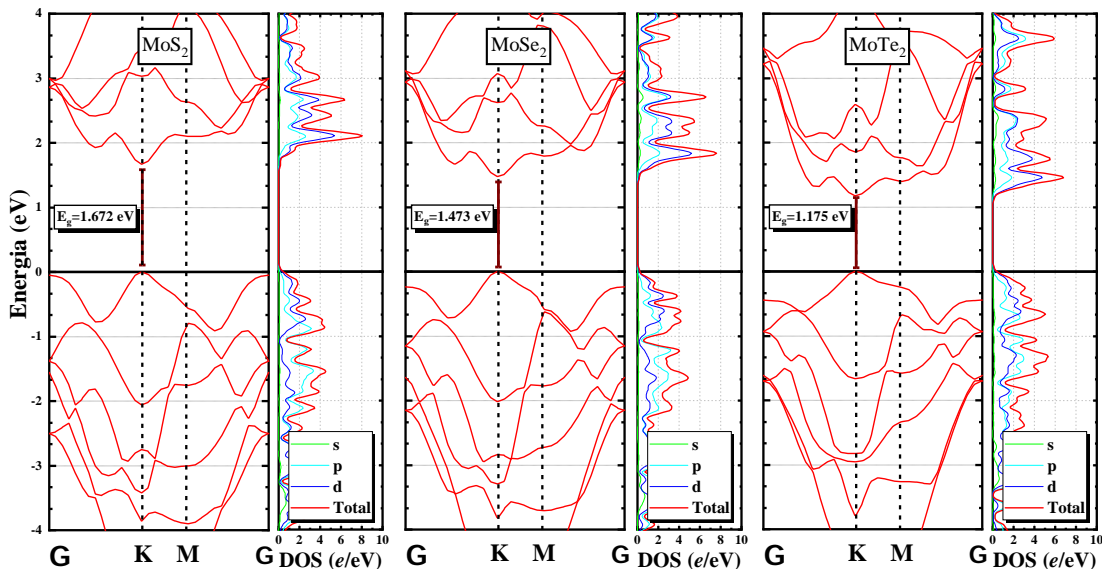 MoS2
MoSe2
MoTe2
Energia (eV)
4
3
2
1
0
-1
-2
-3
-4
Eg=1.672 eV
Eg=1.473 eV
Eg=1.175 eV
s
p
d
Total
s
p
d
Total
s
p
d
Total
G K M G
0 2 4 6 8 10
DOS (e/eV)
G K M G
0 2 4 6 8 10
DOS (e/eV)
G K M G
0 2 4 6 8 10
DOS (e/eV)